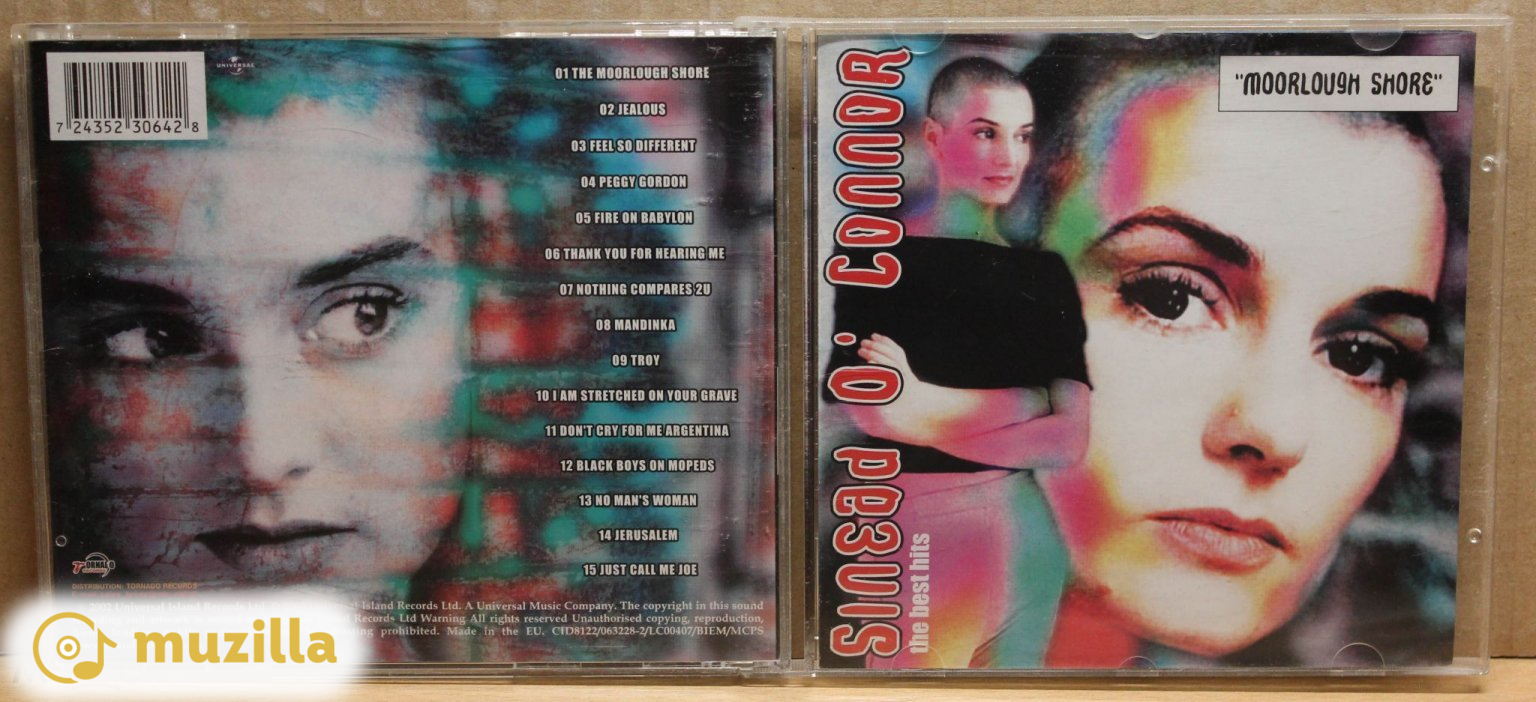 UNIVERSAL
7 24352 30642 8
01 THE MOORLOUGH SHORE
02 JEALOUS
03 FEEL SO DIFFERENT
04 PEGGY GORDON
05 FIRE ON BABYLON
06 THANK YOU FOR HEARING ME
07 NOTHING COMPARES 2U
08 MANDINKA
09 TROY
10 I AM STRETCHED ON YOUR GRAVE
11 DON'T CRY FOR ME ARGENTINA
12 BLACK BOYS ON MOPEDS
13 NO MAN'S WOMAN
14 JERUSALEM
15 JUST CALL ME JOE
DISTRIBUTION: TORNADO RECORDS
2002 Universal Island Records Ltd. A Universal Music Company. The copyright in this sound
Records Ltd Warning All rights reserved Unauthorised copying, reproduction,
prohibited. Made in the EU. CID8122/063228-2/LC00407/BIEM/MCPS
muzilla
SINEAD O. CONNOR
the best hits
"MOORLOUGH SHORE"